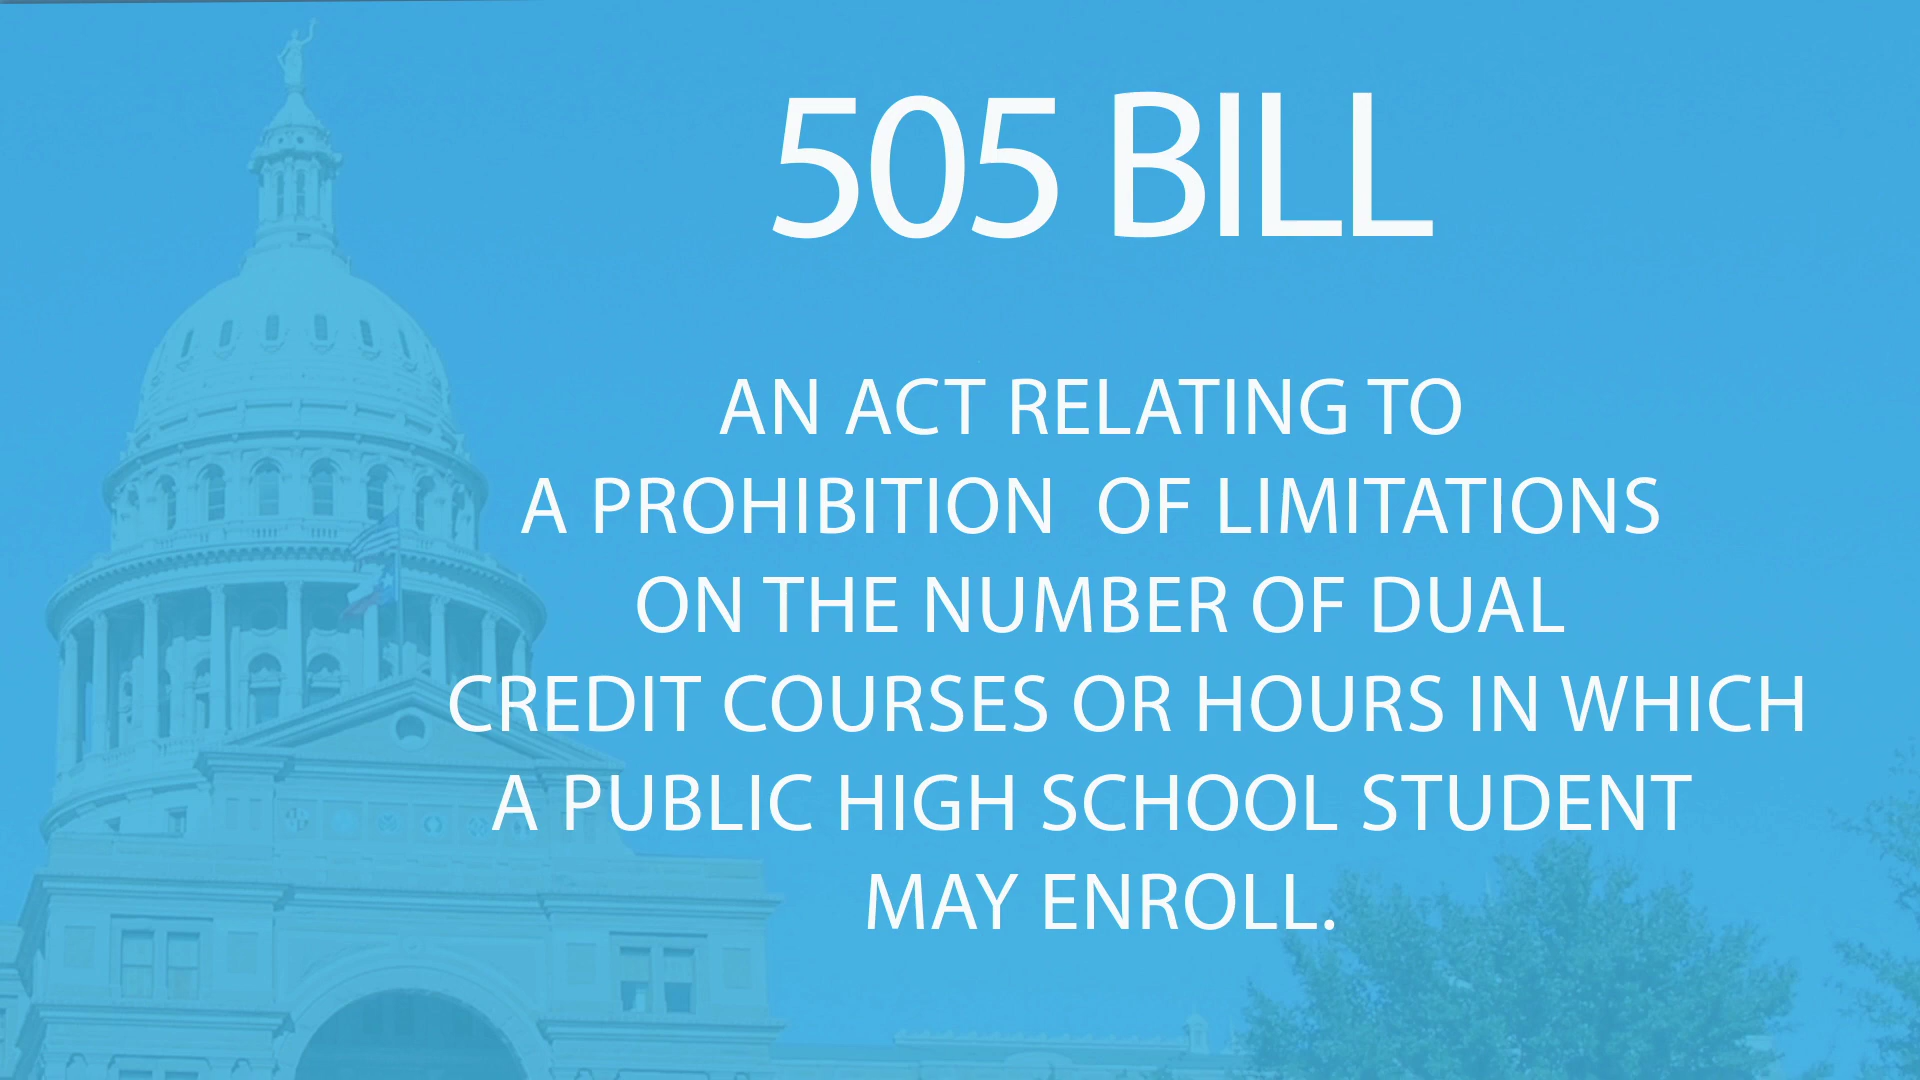 505 BILL
AN ACT RELATING TO
A PROHIBITION OF LIMITATIONS
ON THE NUMBER OF DUAL
CREDIT COURSES OR HOURS IN WHICH
A PUBLIC HIGH SCHOOL STUDENT
MAY ENROLL.